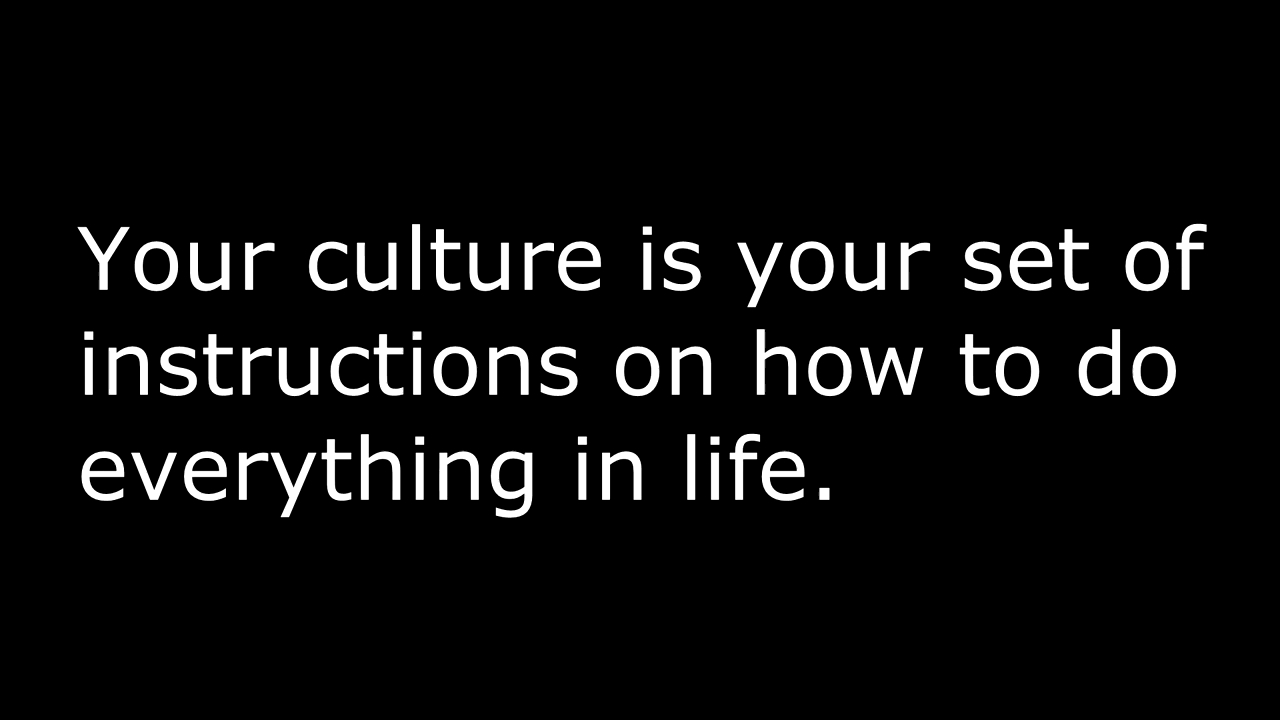 Your culture is your set of
instructions on how to do
everything in life.